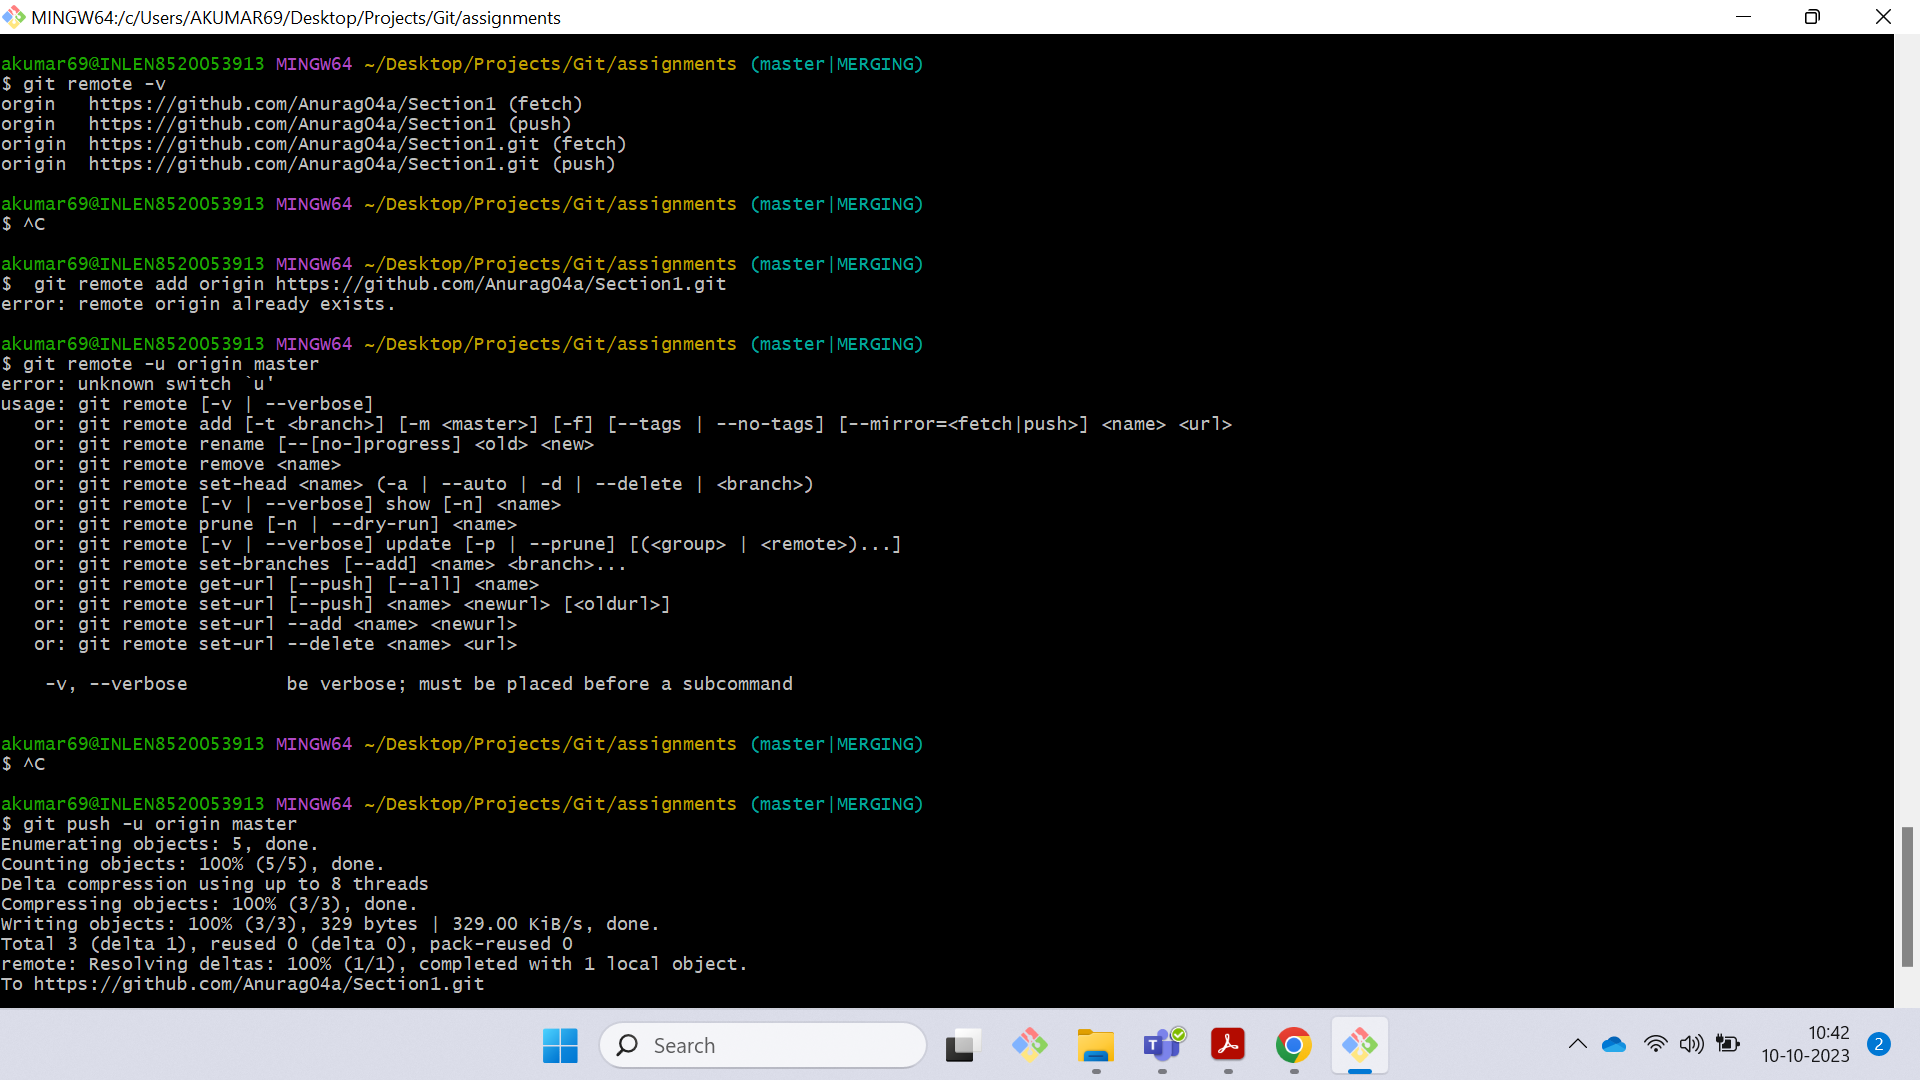 MINGW64:/c/Users/AKUMAR69/Desktop/Projects/Git/assignments
akumar69@INLEN8520053913 MINGW64 ~/Desktop/Projects/Git/assignments (master|MERGING)
$ git remote -v
orgin   https://github.com/Anurag04a/Section1 (fetch)
orgin   https://github.com/Anurag04a/Section1 (push)
origin  https://github.com/Anurag04a/Section1.git (fetch)
origin  https://github.com/Anurag04a/Section1.git (push)
akumar69@INLEN8520053913 MINGW64 ~/Desktop/Projects/Git/assignments (master|MERGING)
$ ^C
akumar69@INLEN8520053913 MINGW64 ~/Desktop/Projects/Git/assignments (master|MERGING)
$  git remote add origin https://github.com/Anurag04a/Section1.git
error: remote origin already exists.
akumar69@INLEN8520053913 MINGW64 ~/Desktop/Projects/Git/assignments (master|MERGING)
$ git remote -u origin master
error: unknown switch `u'
usage: git remote [-v | --verbose]
   or: git remote add [-t <branch>] [-m <master>] [-f] [--tags | --no-tags] [--mirror=<fetch|push>] <name> <url>
   or: git remote rename [--[no-]progress] <old> <new>
   or: git remote remove <name>
   or: git remote set-head <name> (-a | --auto | -d | --delete | <branch>)
   or: git remote [-v | --verbose] show [-n] <name>
   or: git remote prune [-n | --dry-run] <name>
   or: git remote [-v | --verbose] update [-p | --prune] [(<group> | <remote>)...]
   or: git remote set-branches [--add] <name> <branch>...
   or: git remote get-url [--push] [--all] <name>
   or: git remote set-url [--push] <name> <newurl> [<oldurl>]
   or: git remote set-url --add <name> <newurl>
   or: git remote set-url --delete <name> <url>
    -v, --verbose         be verbose; must be placed before a subcommand
akumar69@INLEN8520053913 MINGW64 ~/Desktop/Projects/Git/assignments (master|MERGING)
$ ^C
akumar69@INLEN8520053913 MINGW64 ~/Desktop/Projects/Git/assignments (master|MERGING)
$ git push -u origin master
Enumerating objects: 5, done.
Counting objects: 100% (5/5), done.
Delta compression using up to 8 threads
Compressing objects: 100% (3/3), done.
Writing objects: 100% (3/3), 329 bytes | 329.00 KiB/s, done.
Total 3 (delta 1), reused 0 (delta 0), pack-reused 0
remote: Resolving deltas: 100% (1/1), completed with 1 local object.
To https://github.com/Anurag04a/Section1.git
Search
T
10:42
10-10-2023
2